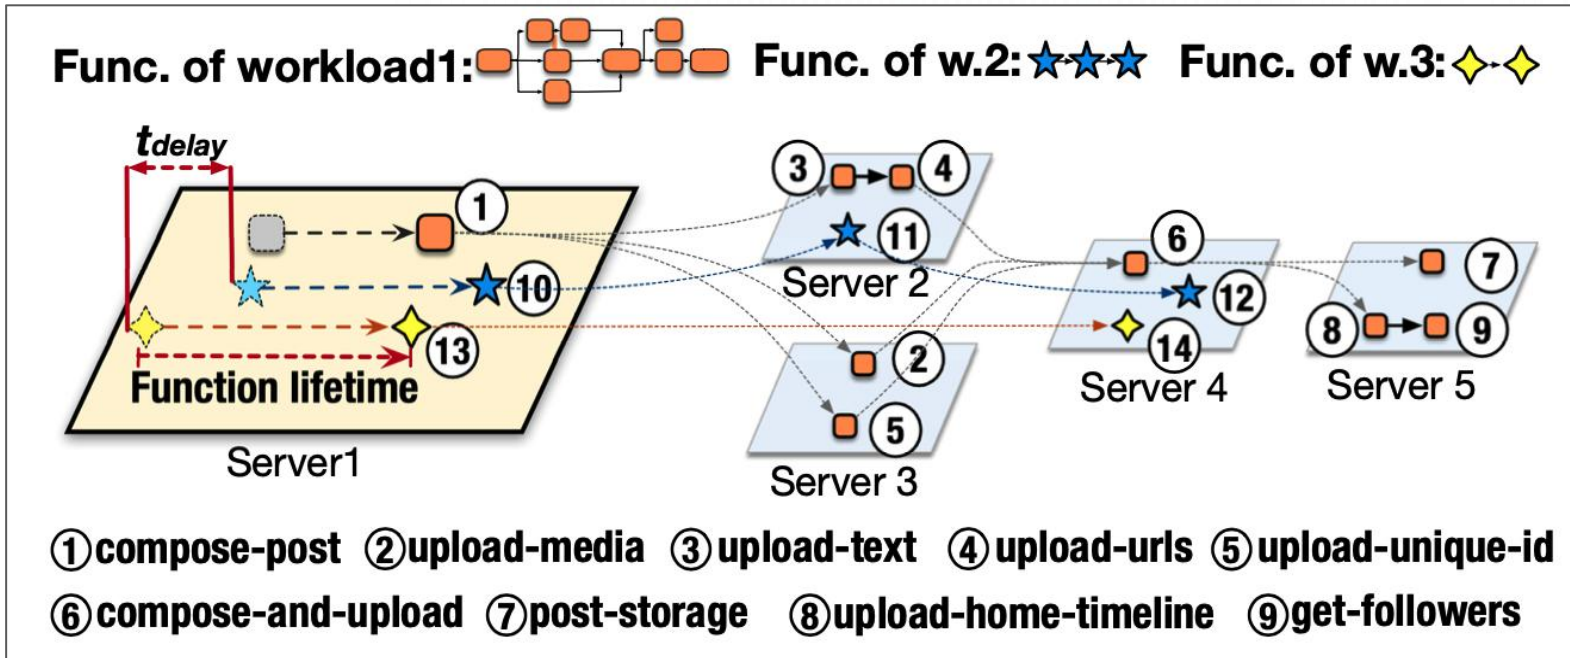 Func. of workload1: Func. of w.2: Func. of w.3:
tdelay
3 4
1
11 6
10 Server 2 7
12
13 2 14 8 9
Function lifetime Server 4 Server 5
5
Server1
Server 3
①compose-post ②upload-media ③upload-text ④upload-urls ⑤upload-unique-id
⑥compose-and-upload ⑦post-storage ⑧upload-home-timeline ⑨get-followers